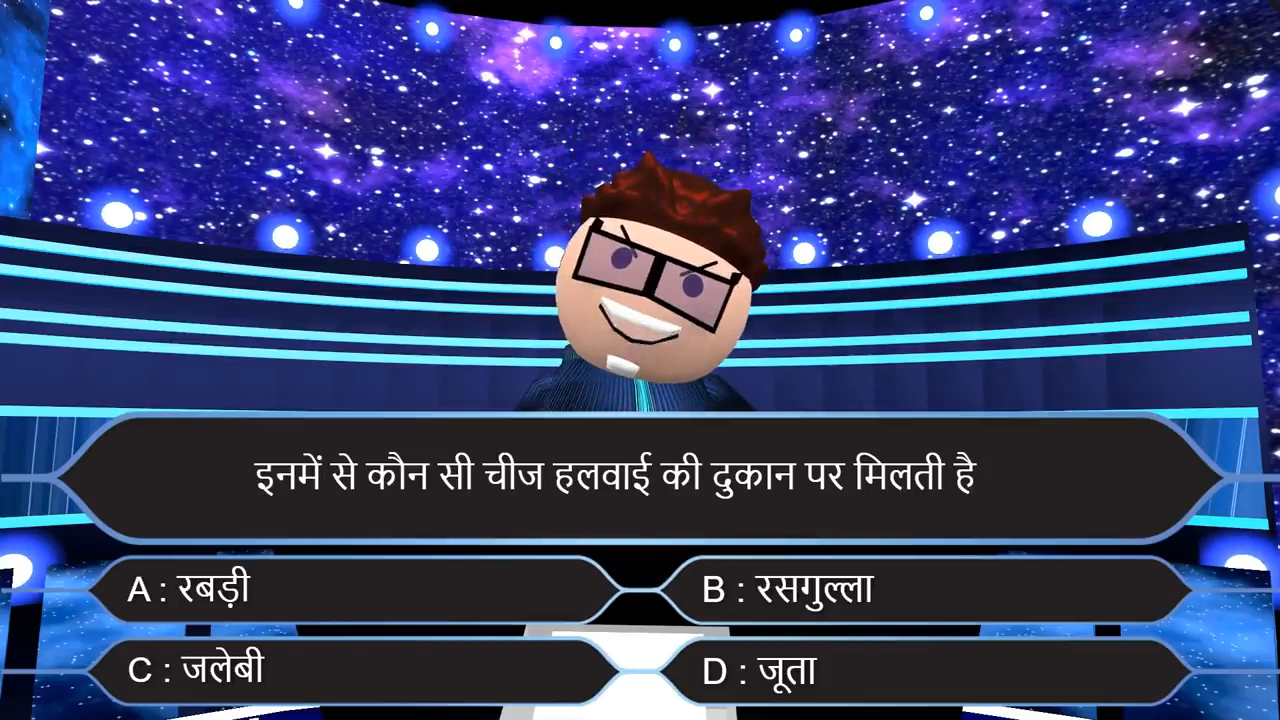 इनमें से कौन सी चीज हलवाई की दुकान पर मिलती है
A : रबड़ी
B : रसगुल्ला
C : जलेबी
D : जूता